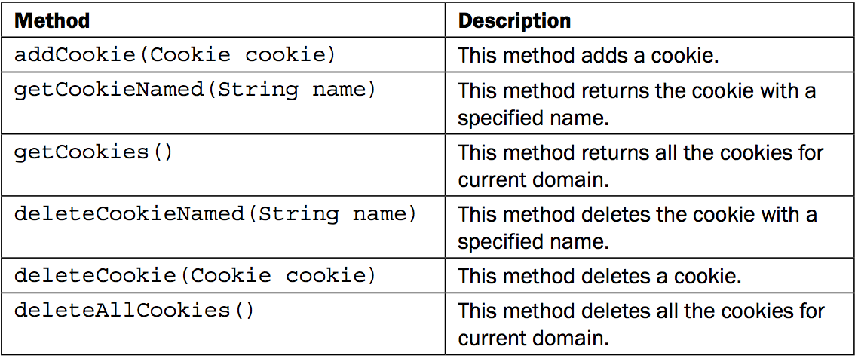 Method Description
addCookie(Cookie cookie) This method adds a cookie.
getCookieNamed(String name) This method returns the cookie with a
specified name.
getCookies() This method returns all the cookies for
current domain.
deleteCookieNamed(String name) This method deletes the cookie with a
specified name.
deleteCookie(Cookie cookie) This method deletes a cookie.
deleteAllCookies() This method deletes all the cookies for
current domain.